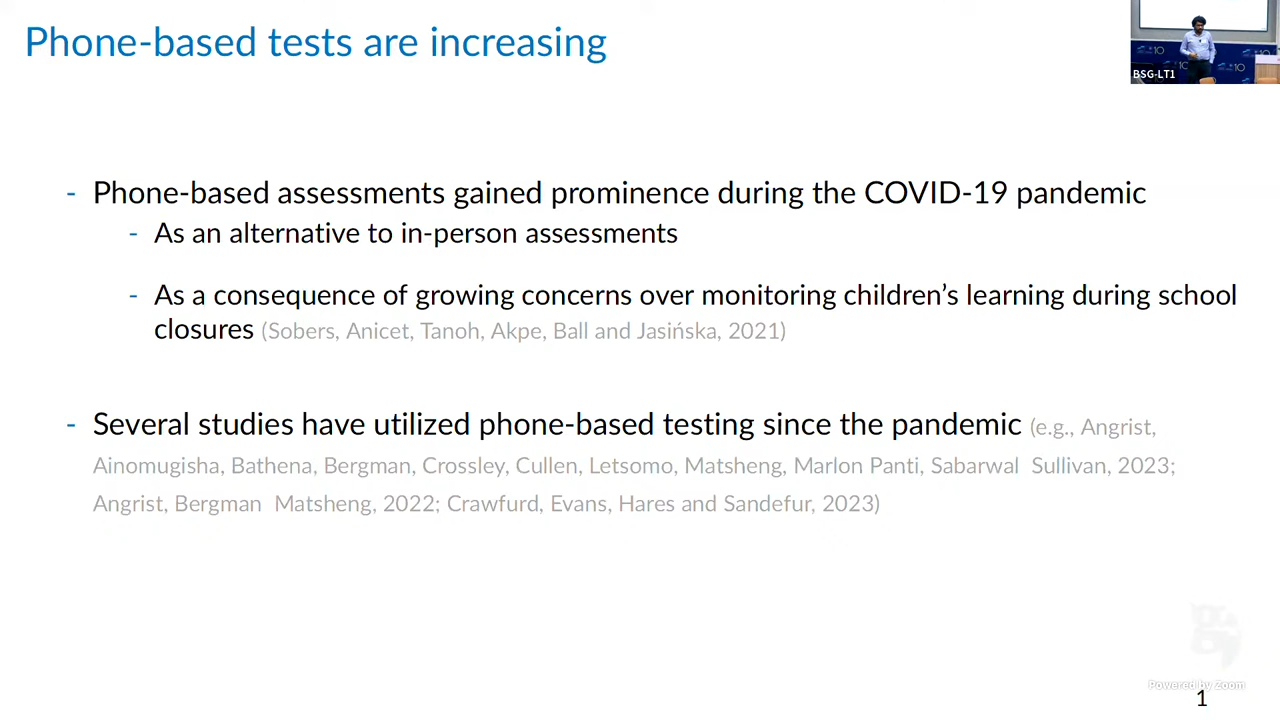 Phone-based tests are increasing
BSG-LT1
- Phone-based assessments gained prominence during the COVID-19 pandemic
- As an alternative to in-person assessments
- As a consequence of growing concerns over monitoring children’s learning during school
closures (Sobers, Anicet, Tanoh, Akpe, Ball and Jasińska, 2021)
- Several studies have utilized phone-based testing since the pandemic (e.g., Angrist,
Ainomugisha, Bathena, Bergman, Crossley, Cullen, Letsomo, Matsheng, Marlon Panti, Sabarwal Sullivan, 2023;
Angrist, Bergman Matsheng, 2022; Crawfurd, Evans, Hares and Sandefur, 2023)
Powered by Zoom
1